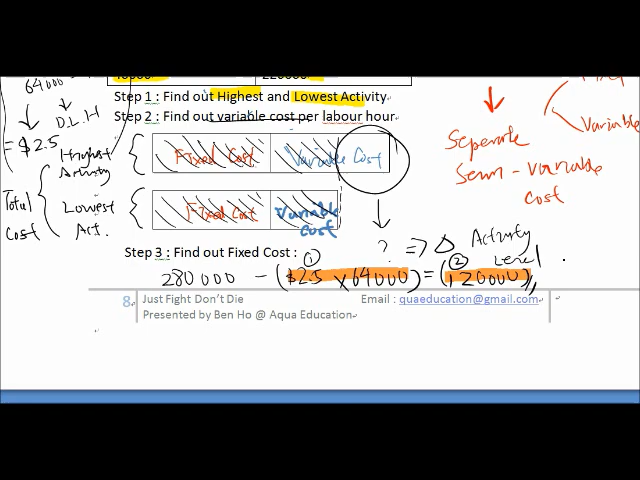 64000
220000
Step 1 : Find out Highest and Lowest Activity
Step 2 : Find out variable cost per labour hour
D.L.H
= $2.5
Highest
Activity
Total
Cost
Lowest
Act.
Fixed Cost
Variable Cost
Fixed Cost
Variable
cost
Variable
Seperate
Semi-variable
cost
Step 3 : Find out Fixed Cost :
① ? => Δ Activity
② Level
280000 - ($2.5 x 64000) = (120000),
8 Just Fight Don't Die
Email : quaeducation@gmail.com
Presented by Ben Ho @ Aqua Education